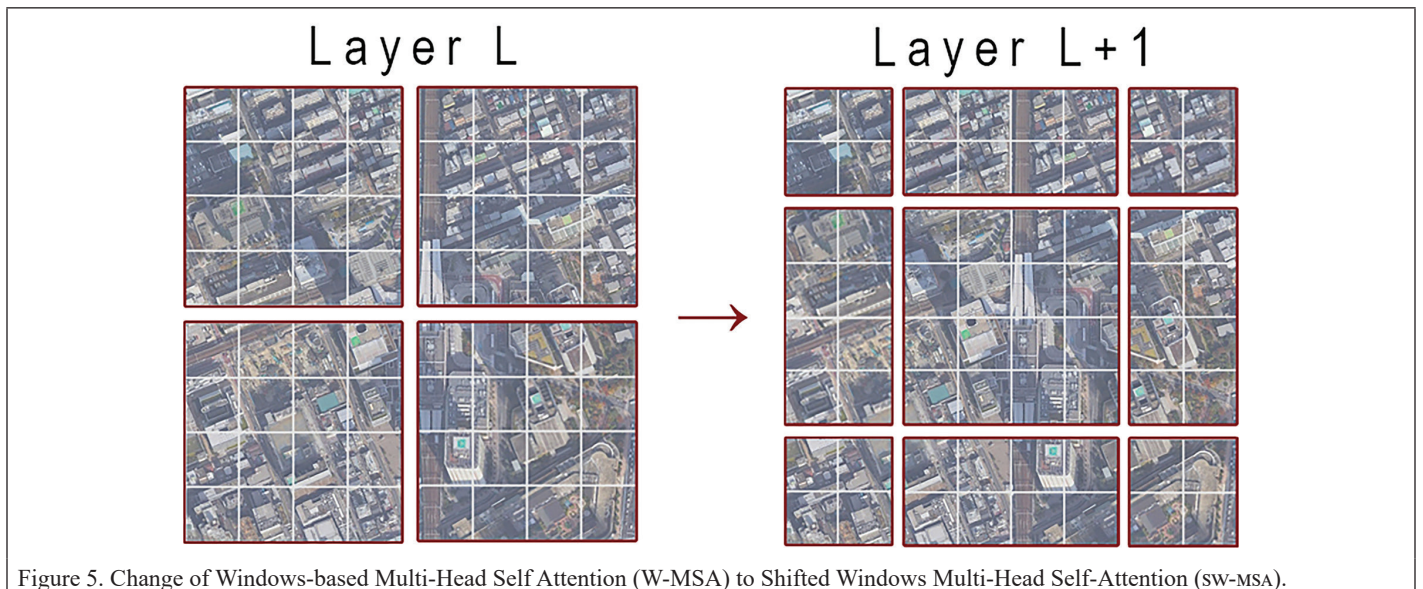 Layer L
Layer L+1
Figure 5. Change of Windows-based Multi-Head Self Attention (W-MSA) to Shifted Windows Multi-Head Self-Attention (SW-MSA).